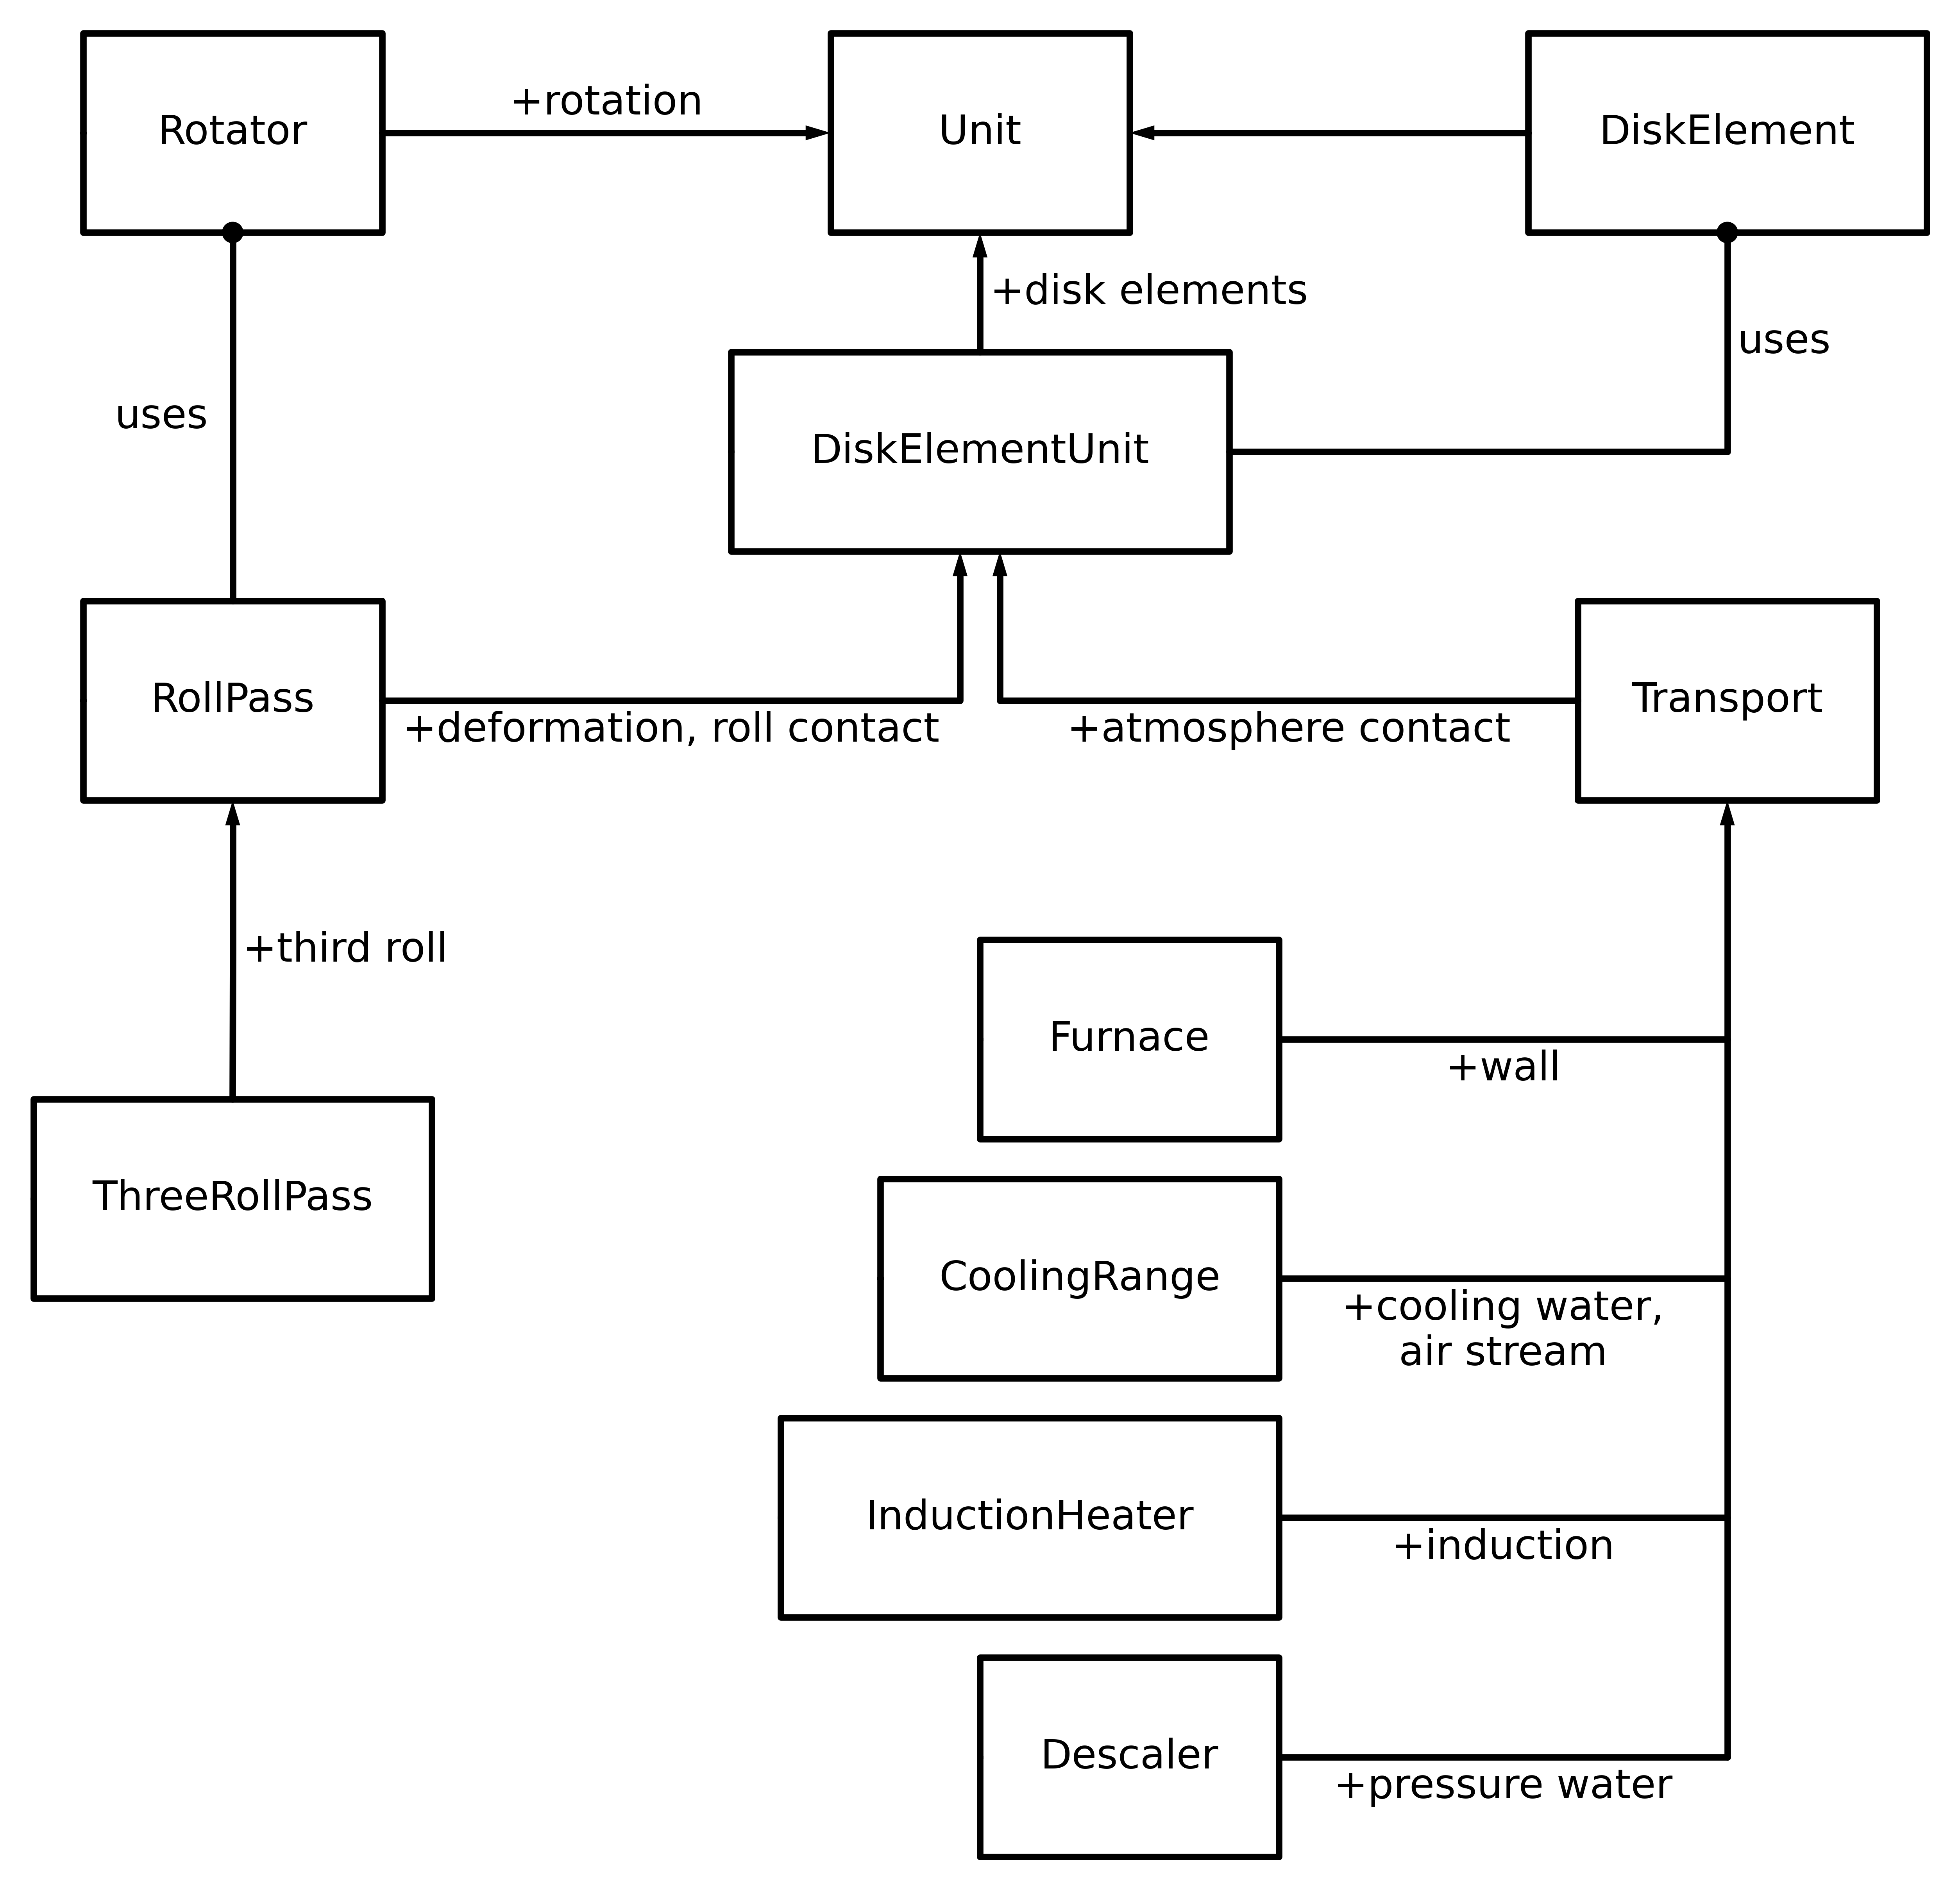 Rotator
+rotation
Unit
DiskElement
+disk elements
uses
uses
DiskElementUnit
RollPass
+deformation, roll contact
+atmosphere contact
Transport
+third roll
ThreeRollPass
Furnace
+wall
CoolingRange
+cooling water,
air stream
InductionHeater
+induction
Descaler
+pressure water